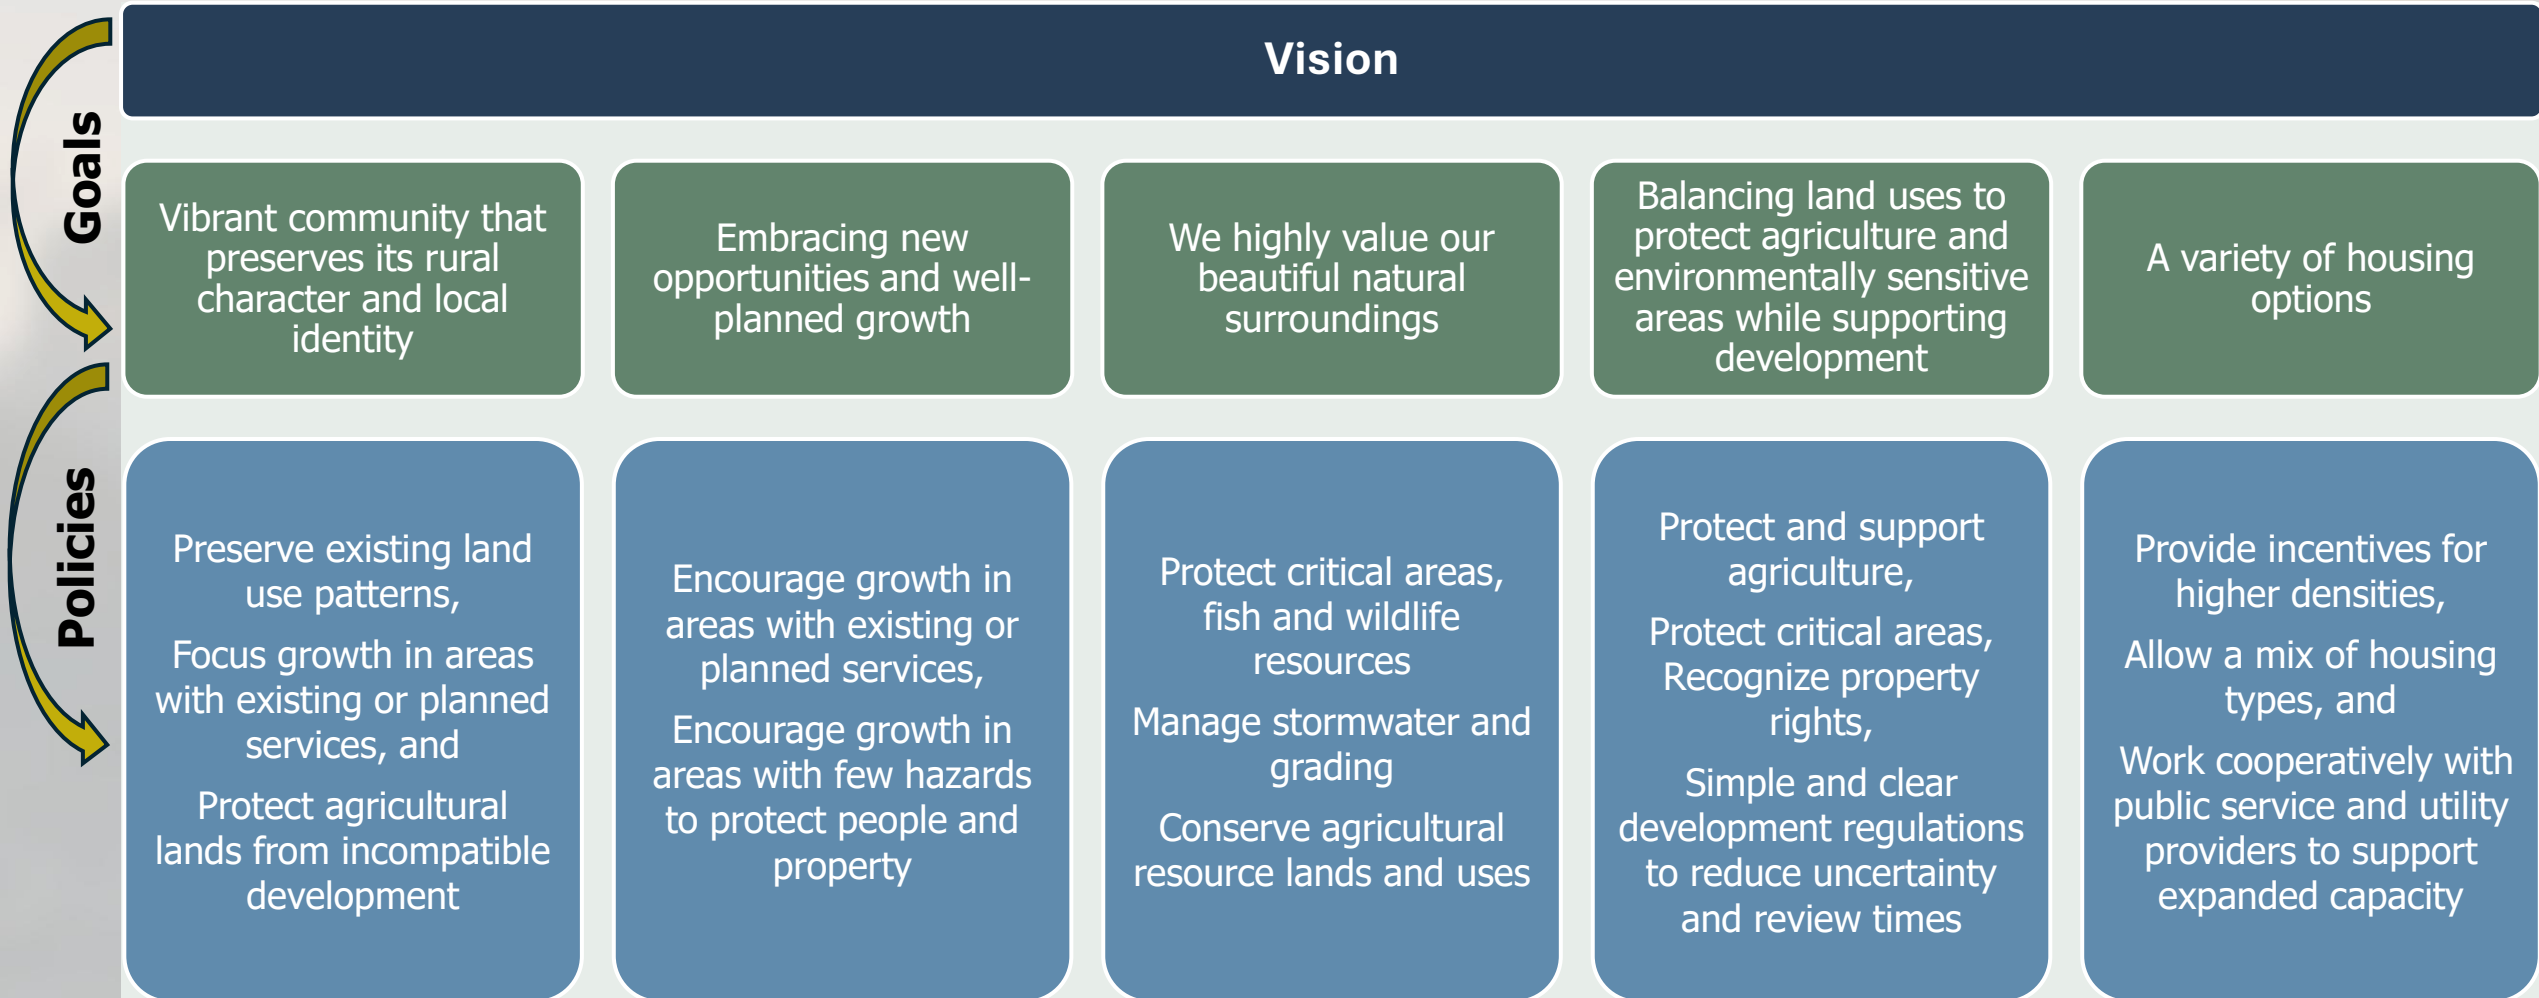 Vision
Goals
Vibrant community that
preserves its rural
character and local
identity
Embracing new
opportunities and well-
planned growth
We highly value our
beautiful natural
surroundings
Balancing land uses to
protect agriculture and
environmentally sensitive
areas while supporting
development
A variety of housing
options
Policies
Preserve existing land
use patterns,
Focus growth in areas
with existing or planned
services, and
Protect agricultural
lands from incompatible
development
Encourage growth in
areas with existing or
planned services,
Encourage growth in
areas with few hazards
to protect people and
property
Protect critical areas,
fish and wildlife
resources
Manage stormwater and
grading
Conserve agricultural
resource lands and uses
Protect and support
agriculture,
Protect critical areas,
Recognize property
rights,
Simple and clear
development regulations
to reduce uncertainty
and review times
Provide incentives for
higher densities,
Allow a mix of housing
types, and
Work cooperatively with
public service and utility
providers to support
expanded capacity